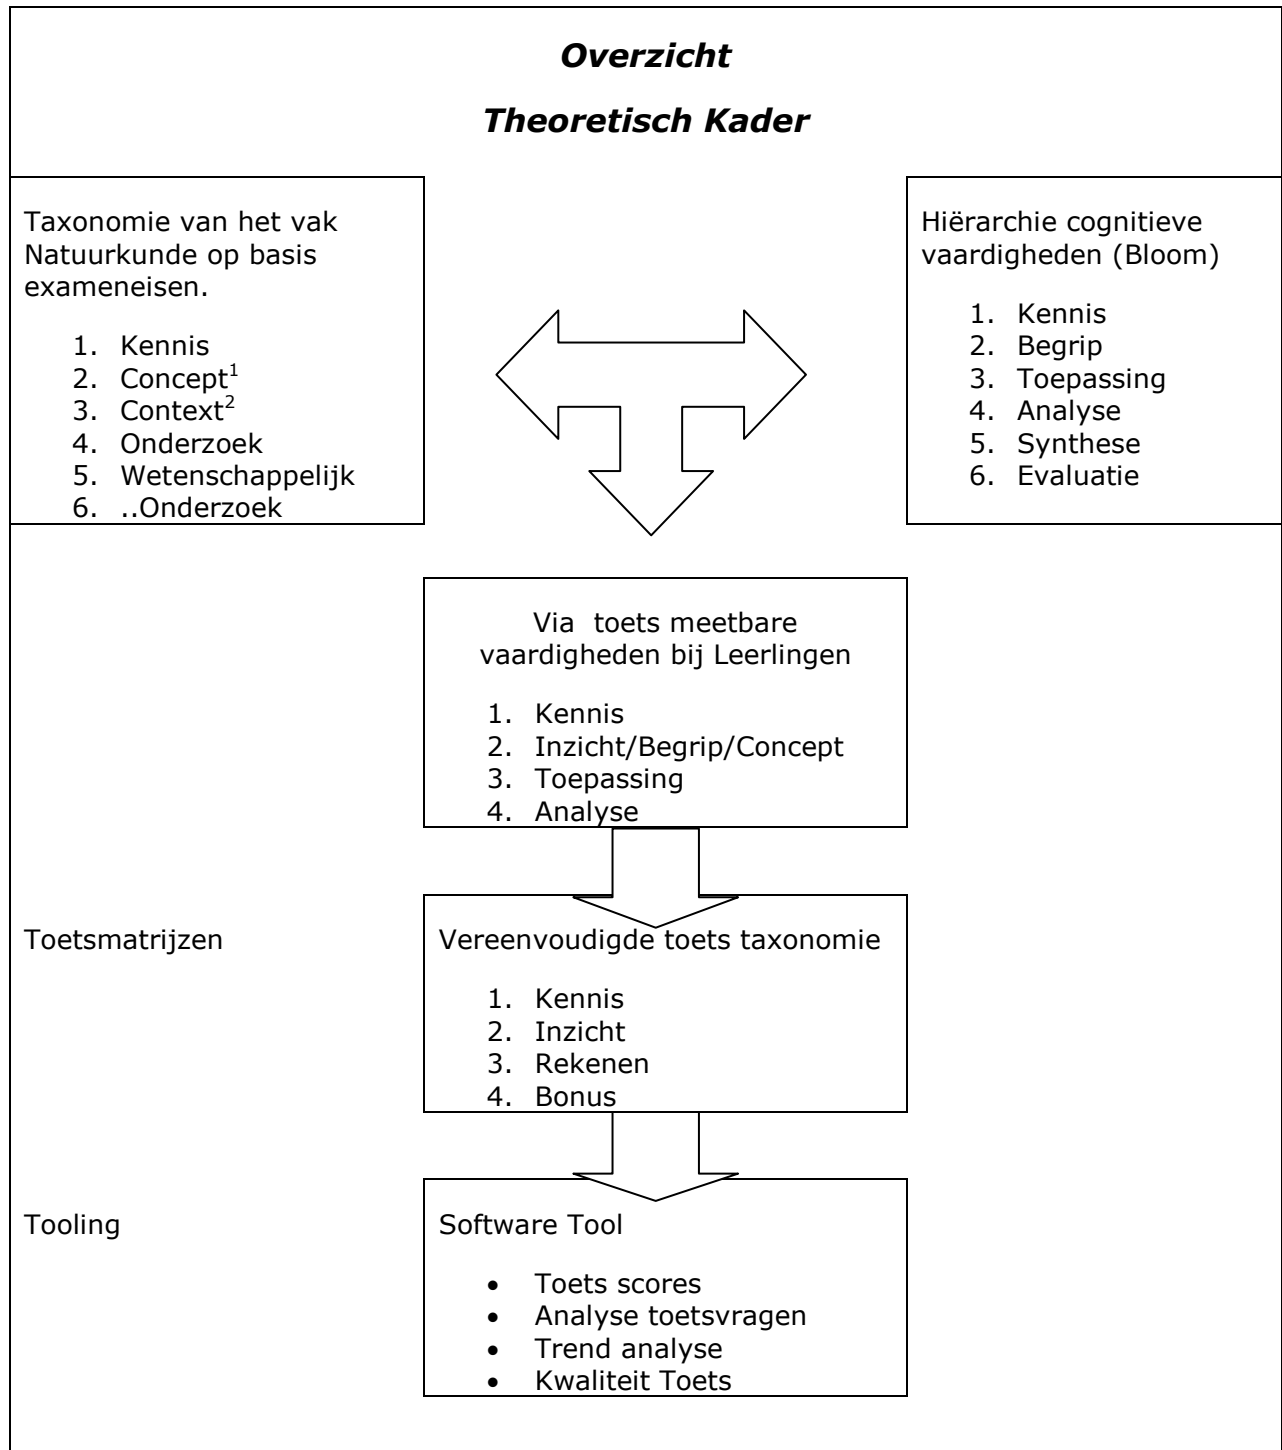 Overzicht
Theoretisch Kader
Taxonomie van het vak
Natuurkunde op basis
exameneisen.
1. Kennis
2. Concept¹
3. Context²
4. Onderzoek
5. Wetenschappelijk
6. ..Onderzoek
Hiërarchie cognitieve
vaardigheden (Bloom)
1. Kennis
2. Begrip
3. Toepassing
4. Analyse
5. Synthese
6. Evaluatie
Via toets meetbare
vaardigheden bij Leerlingen
1. Kennis
2. Inzicht/Begrip/Concept
3. Toepassing
4. Analyse
Toetsmatrijzen
Vereenvoudigde toets taxonomie
1. Kennis
2. Inzicht
3. Rekenen
4. Bonus
Tooling
Software Tool
• Toets scores
• Analyse toetsvragen
• Trend analyse
• Kwaliteit Toets